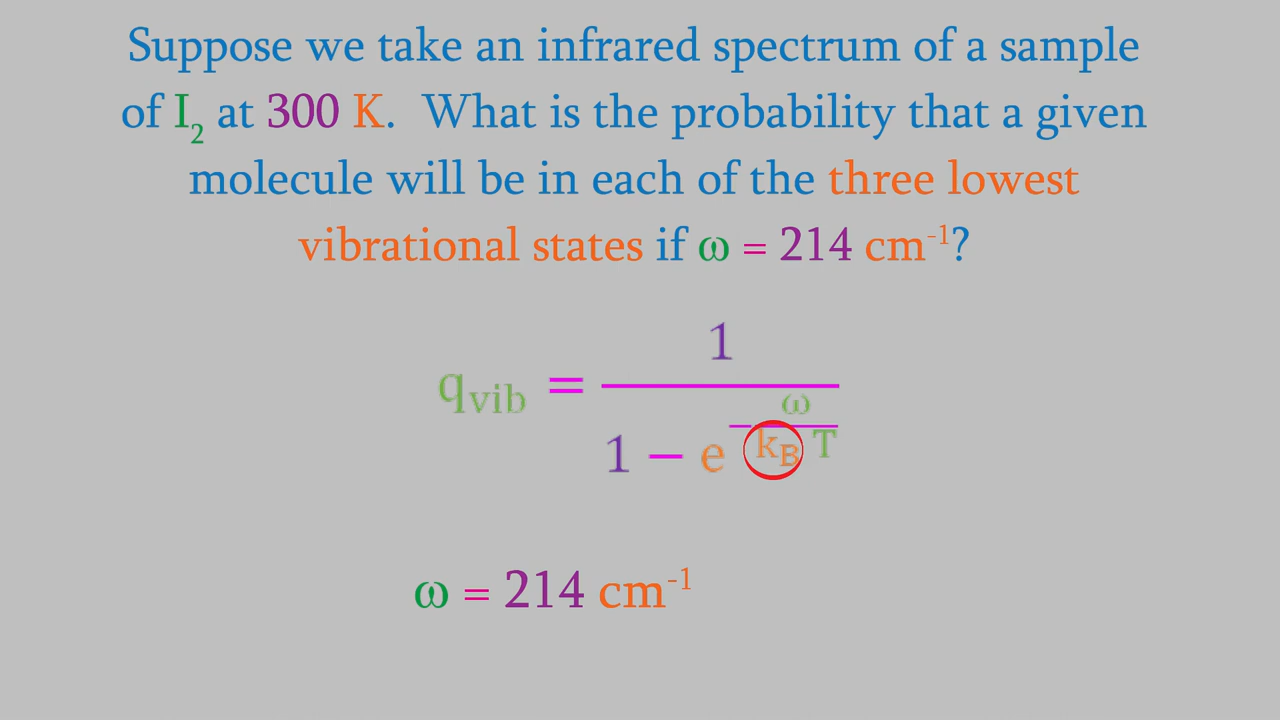 Suppose we take an infrared spectrum of a sample
of I₂ at 300 K. What is the probability that a given
molecule will be in each of the three lowest
vibrational states if ω = 214 cm⁻¹?
q_vib = 1 / (1 − e^(−ω / k_B T))
ω = 214 cm⁻¹